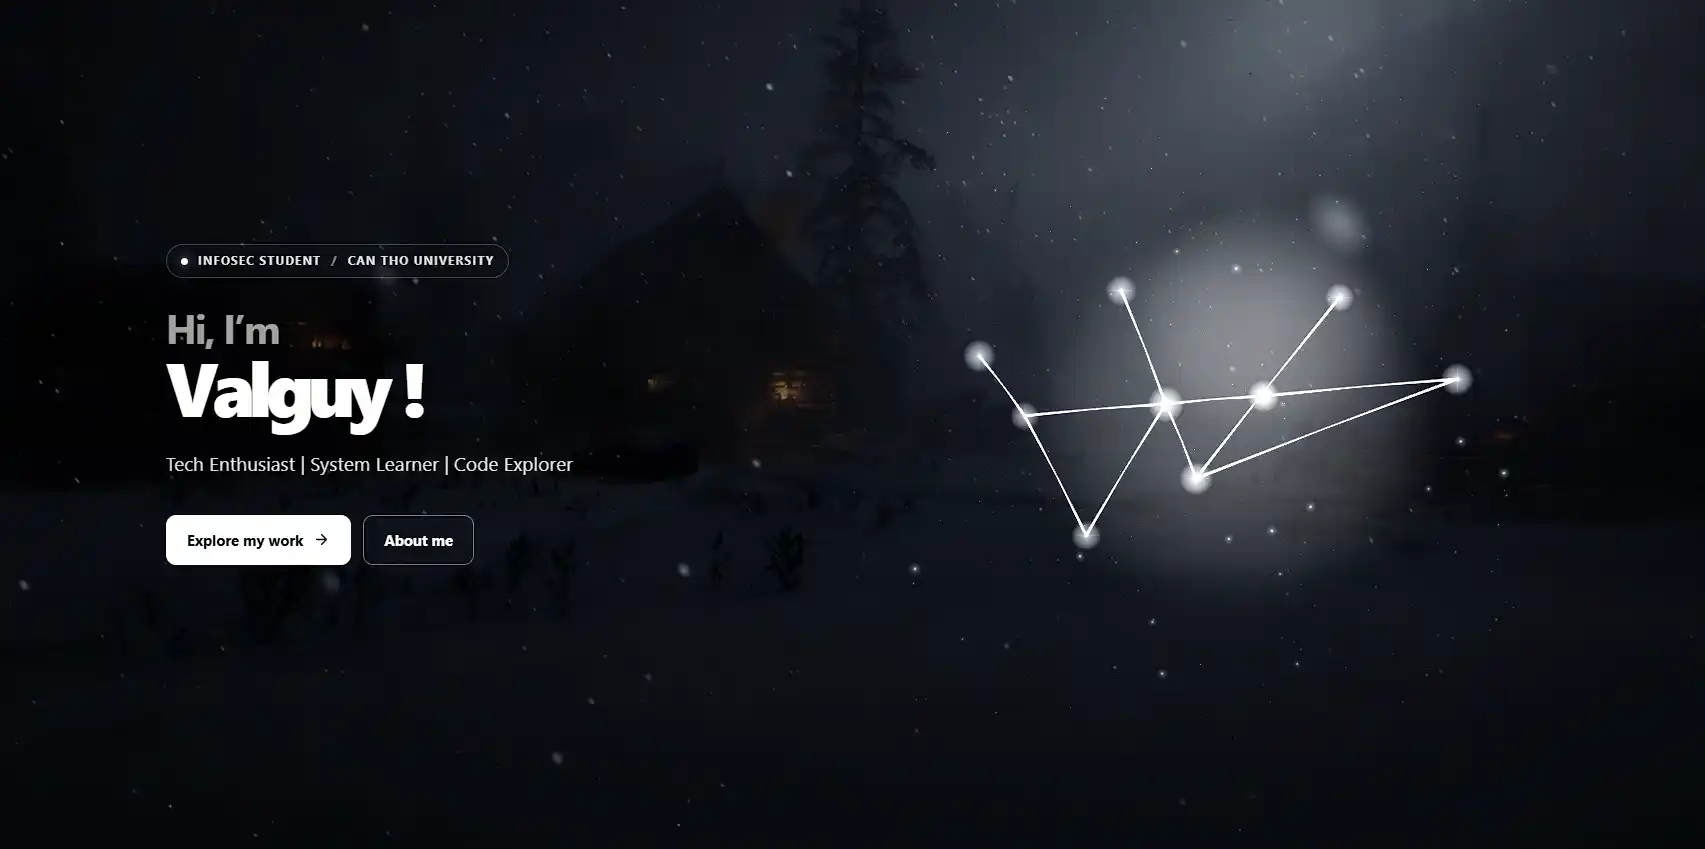 INFOSEC STUDENT / CAN THO UNIVERSITY
Hi, I’m
Valguy !
Tech Enthusiast | System Learner | Code Explorer
Explore my work →
About me